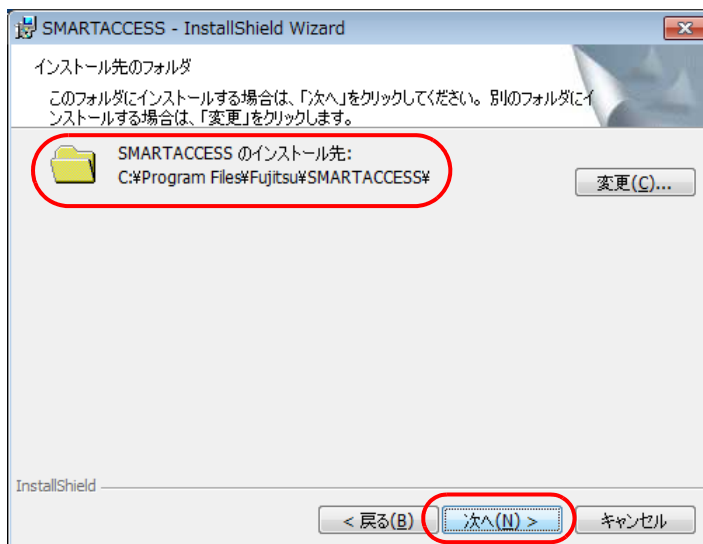 SMARTACCESS - InstallShield Wizard
インストール先のフォルダ
このフォルダにインストールする場合は、「次へ」をクリックしてください。別のフォルダにイ
ンストールする場合は、「変更」をクリックします。
SMARTACCESS のインストール先:
C:¥Program Files¥Fujitsu¥SMARTACCESS¥
変更(C)...
InstallShield
< 戻る(B)
次へ(N) >
キャンセル